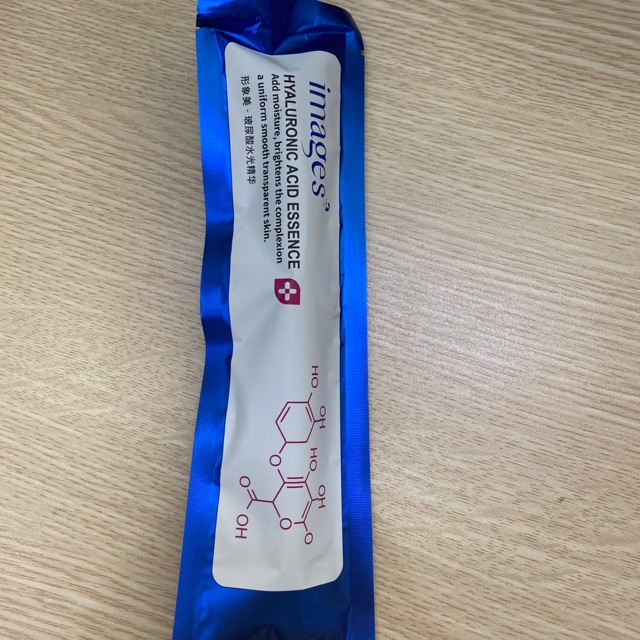 images
HYALURONIC ACID ESSENCE
Add moisture, brightens the complexion
a uniform smooth transparent skin.
形象美·玻尿酸水光精华
HO
OH
HO
OH
O
O
O
O
OH